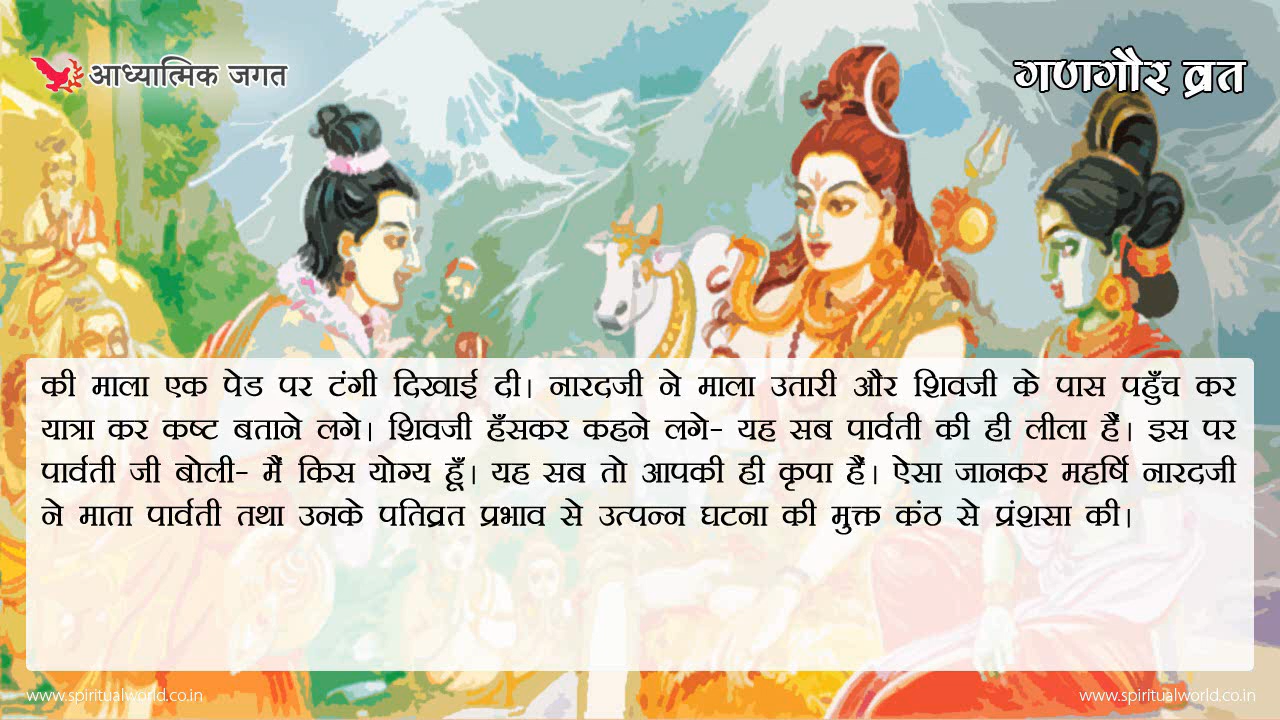 आध्यात्मिक जगत
गणगौर व्रत
की माला एक पेड पर टंगी दिखाई दी। नारदजी ने माला उतारी और शिवजी के पास पहुँच कर
यात्रा कर कष्ट बताने लगे। शिवजी हँसकर कहने लगे- यह सब पार्वती की ही लीला हैं। इस पर
पार्वती जी बोली- मैं किस योग्य हूँ। यह सब तो आपकी ही कृपा हैं। ऐसा जानकर महर्षि नारदजी
ने माता पार्वती तथा उनके पतिव्रत प्रभाव से उत्पन्न घटना की मुक्त कंठ से प्रंशसा की।
www.spiritualworld.co.in
www.spiritualworld.co.in